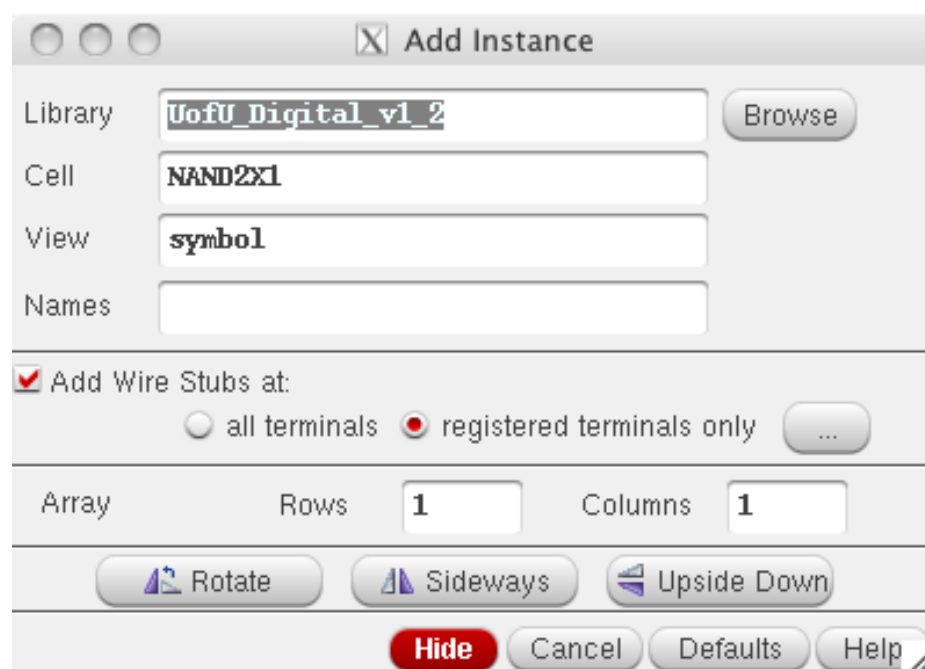 X Add Instance
Library UofU_Digital_v1_2 Browse
Cell NAND2X1
View symbol
Names
Add Wire Stubs at:
all terminals registered terminals only ...
Array Rows 1 Columns 1
Rotate Sideways Upside Down
Hide Cancel Defaults Help